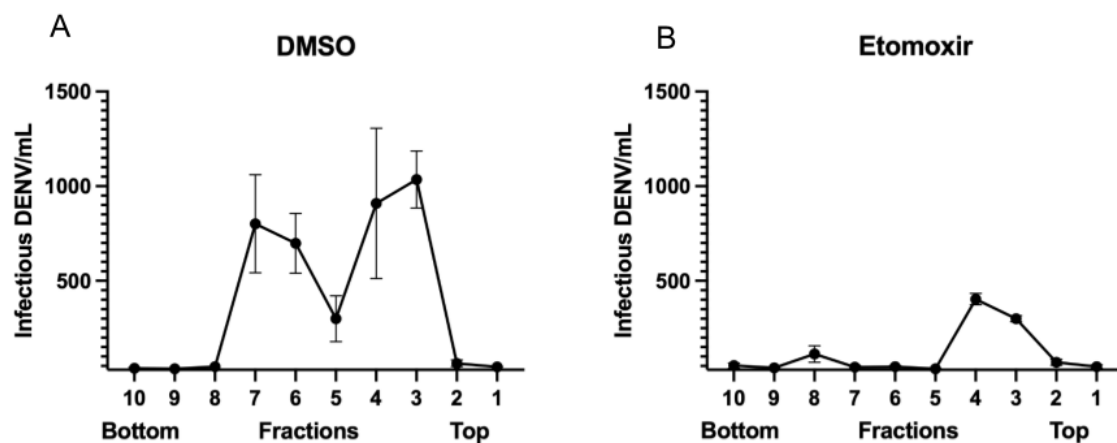 A
DMSO
Infectious DENV/mL
1500
1000
500
10 9 8 7 6 5 4 3 2 1
Bottom Fractions Top
B
Etomoxir
Infectious DENV/mL
1500
1000
500
10 9 8 7 6 5 4 3 2 1
Bottom Fractions Top